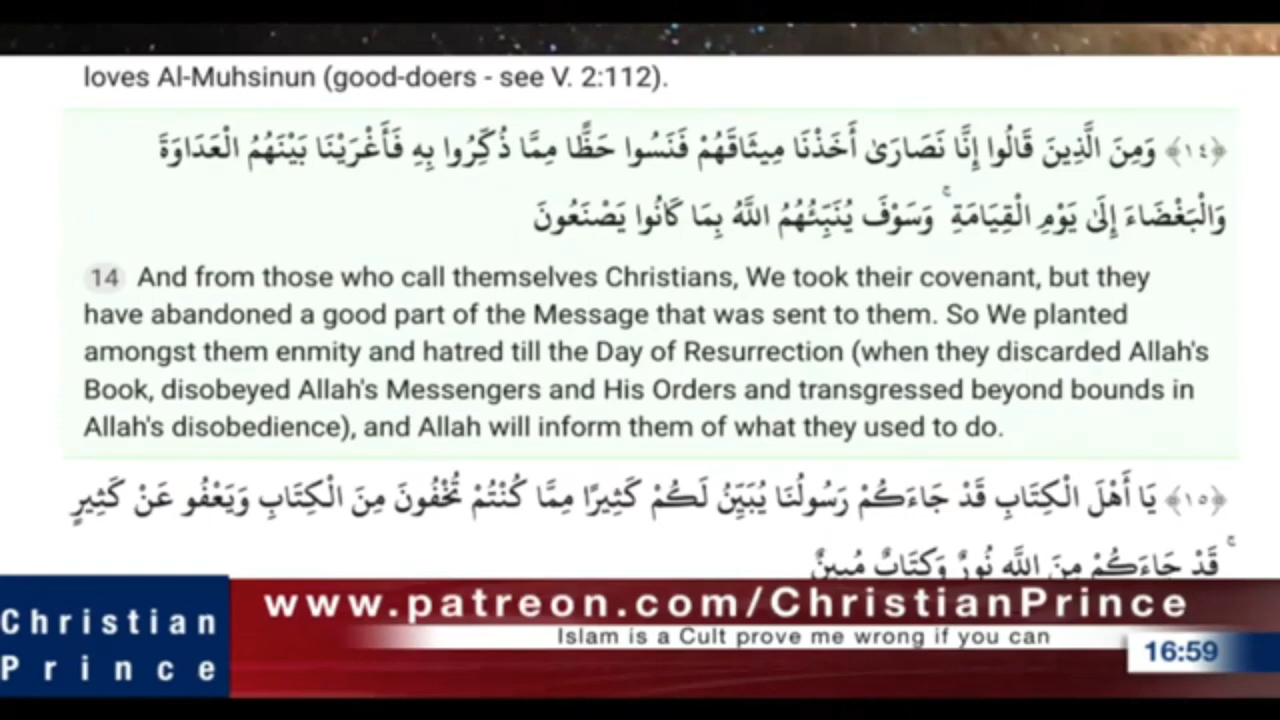 loves Al-Muhsinun (good-doers - see V. 2:112).
﴿١٤﴾ وَمِنَ الَّذِينَ قَالُوا إِنَّا نَصَارَىٰ أَخَذْنَا مِيثَاقَهُمْ فَنَسُوا حَظًّا مِمَّا ذُكِّرُوا بِهِ فَأَغْرَيْنَا بَيْنَهُمُ الْعَدَاوَةَ
وَالْبَغْضَاءَ إِلَىٰ يَوْمِ الْقِيَامَةِ ۚ وَسَوْفَ يُنَبِّئُهُمُ اللَّهُ بِمَا كَانُوا يَصْنَعُونَ
14 And from those who call themselves Christians, We took their covenant, but they
have abandoned a good part of the Message that was sent to them. So We planted
amongst them enmity and hatred till the Day of Resurrection (when they discarded Allah's
Book, disobeyed Allah's Messengers and His Orders and transgressed beyond bounds in
Allah's disobedience), and Allah will inform them of what they used to do.
﴿١٥﴾ يَا أَهْلَ الْكِتَابِ قَدْ جَاءَكُمْ رَسُولُنَا يُبَيِّنُ لَكُمْ كَثِيرًا مِمَّا كُنْتُمْ تُخْفُونَ مِنَ الْكِتَابِ وَيَعْفُو عَنْ كَثِيرٍ
ۚ قَدْ جَاءَكُمْ مِنَ اللَّهِ نُورٌ وَكِتَابٌ مُبِينٌ
www.patreon.com/ChristianPrince
Islam is a Cult prove me wrong if you can
Christian
Prince
16:59